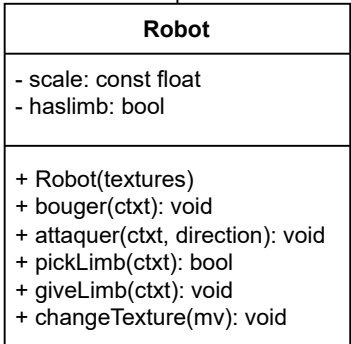 Robot
- scale: const float
- haslimb: bool
+ Robot(textures)
+ bouger(ctxt): void
+ attaquer(ctxt, direction): void
+ pickLimb(ctxt): bool
+ giveLimb(ctxt): void
+ changeTexture(mv): void